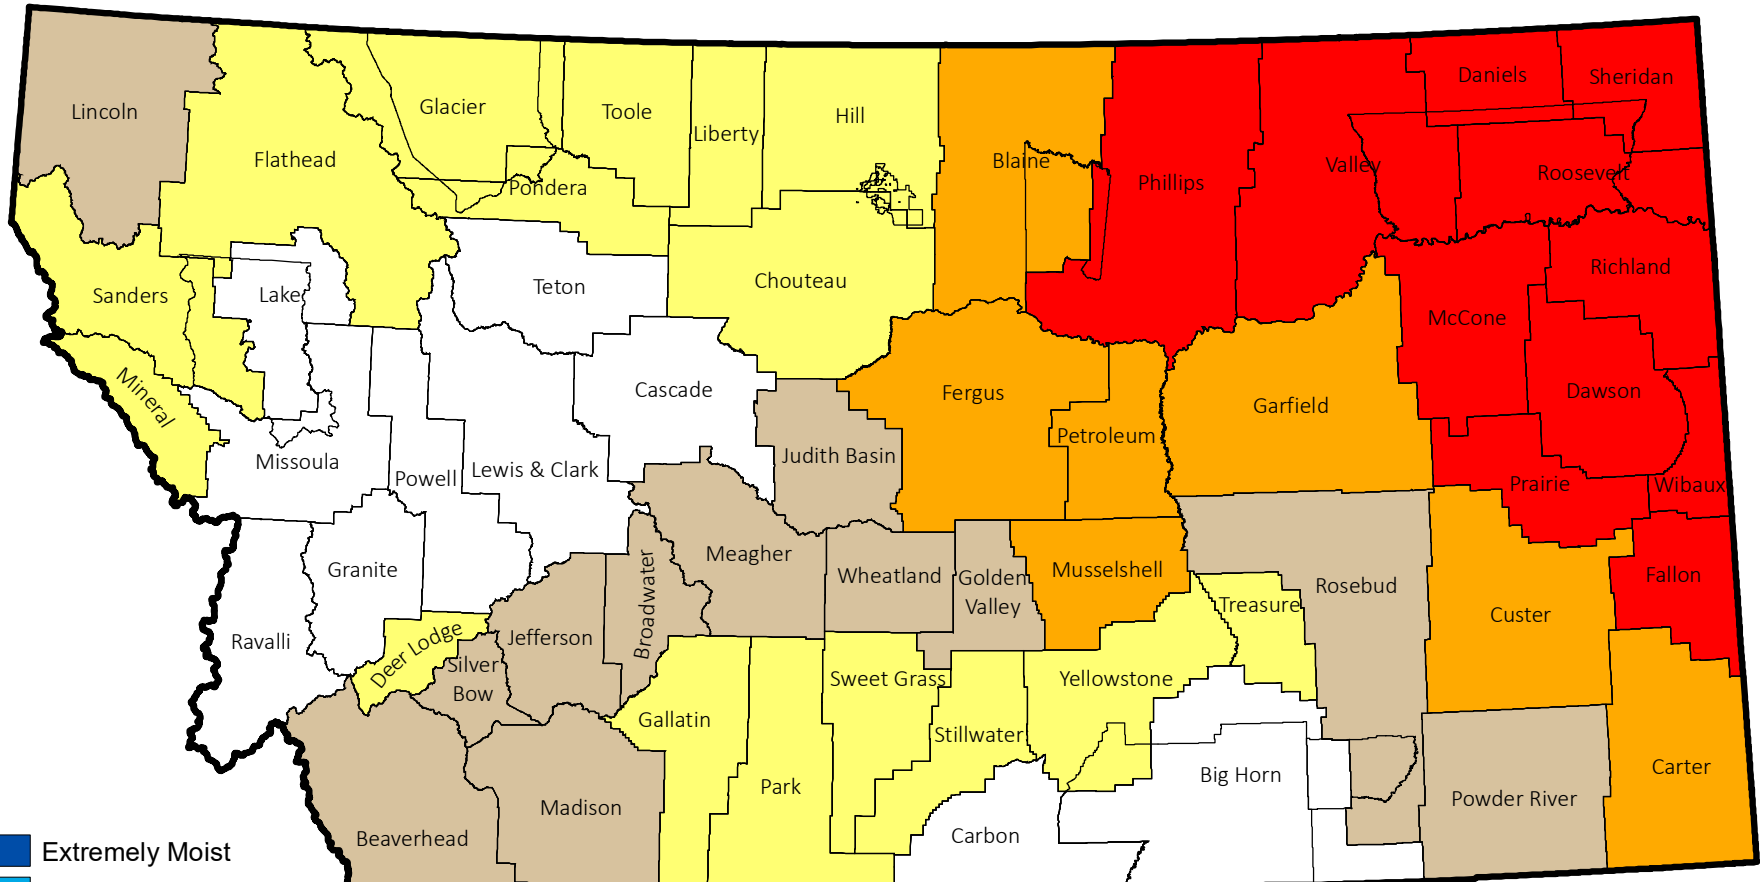 Lincoln
Flathead
Glacier
Toole
Liberty
Hill
Blaine
Phillips
Valley
Daniels
Sheridan
Roosevelt
Pondera
Sanders
Lake
Teton
Chouteau
Richland
McCone
Dawson
Mineral
Missoula
Powell
Lewis & Clark
Cascade
Judith Basin
Fergus
Petroleum
Garfield
Prairie
Wibaux
Granite
Ravalli
Deer Lodge
Silver
Bow
Jefferson
Broadwater
Meagher
Wheatland
Golden
Valley
Musselshell
Treasure
Rosebud
Custer
Fallon
Gallatin
Park
Sweet Grass
Stillwater
Yellowstone
Big Horn
Powder River
Carter
Beaverhead
Madison
Carbon
Extremely Moist